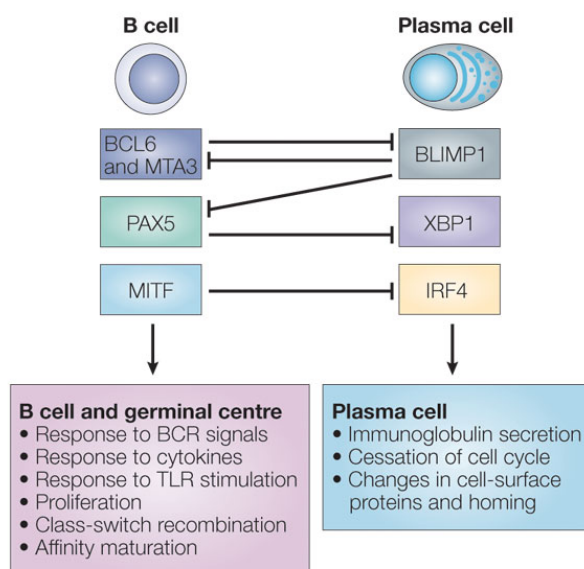 B cell
Plasma cell
BCL6
and MTA3
BLIMP1
PAX5
XBP1
MITF
IRF4
B cell and germinal centre
• Response to BCR signals
• Response to cytokines
• Response to TLR stimulation
• Proliferation
• Class-switch recombination
• Affinity maturation
Plasma cell
• Immunoglobulin secretion
• Cessation of cell cycle
• Changes in cell-surface
proteins and homing